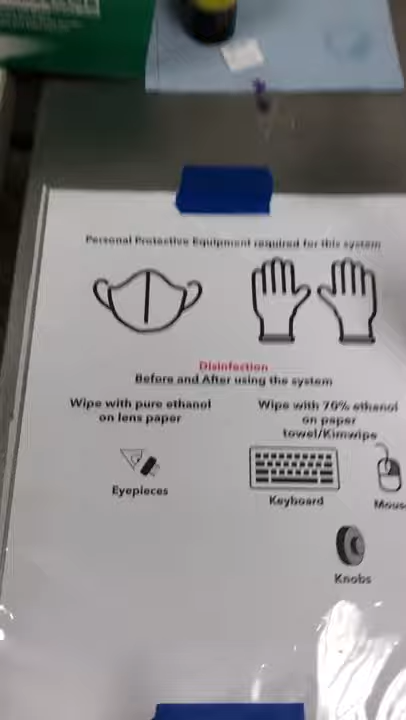 Personal Protective Equipment required for this system
Disinfection
Before and After using the system
Wipe with pure ethanol
on lens paper
Wipe with 70% ethanol
on paper
towel/Kimwipe
Eyepieces
Keyboard
Mouse
Knobs